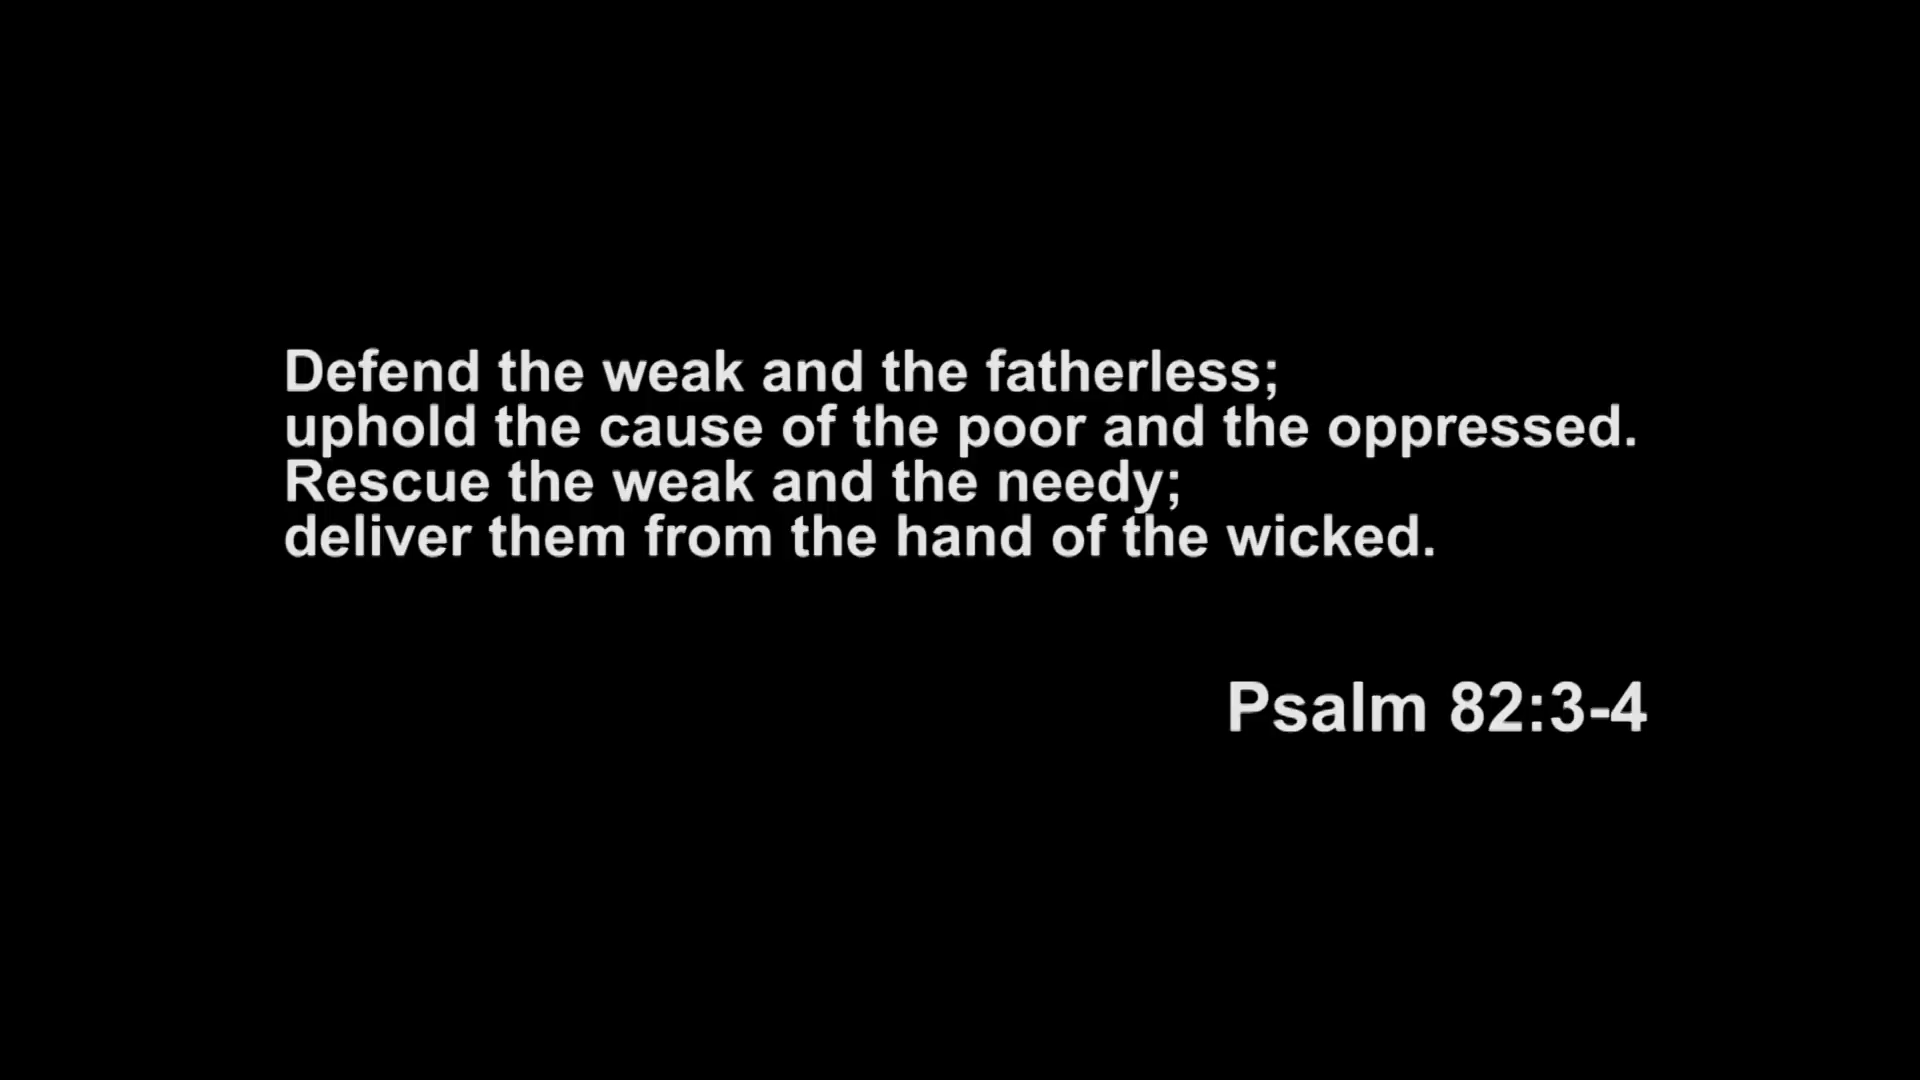 Defend the weak and the fatherless;
uphold the cause of the poor and the oppressed.
Rescue the weak and the needy;
deliver them from the hand of the wicked.
Psalm 82:3-4